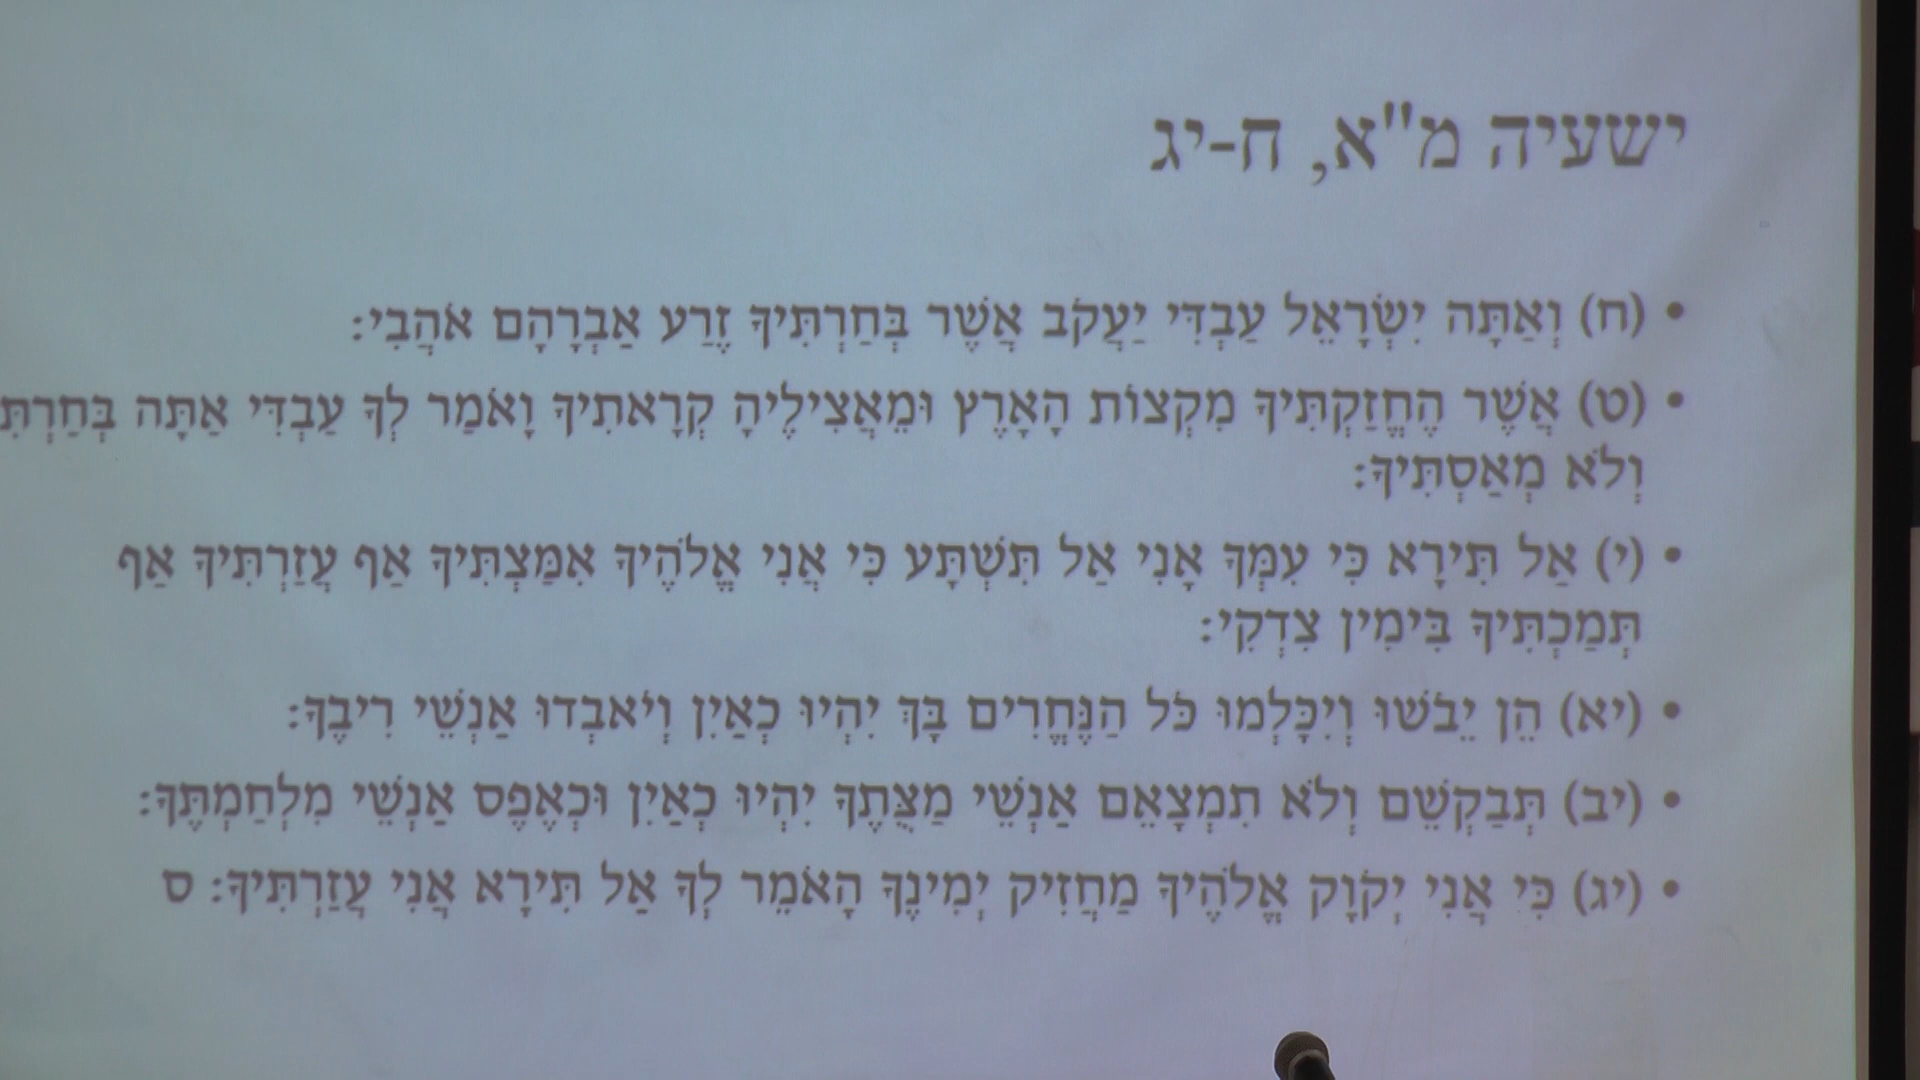 ישעיה מ"א, ח-יג
• (ח) וְאַתָּה יִשְׂרָאֵל עַבְדִּי יַעֲקֹב אֲשֶׁר בְּחַרְתִּיךָ זֶרַע אַבְרָהָם אֹהֲבִי:
• (ט) אֲשֶׁר הֶחֱזַקְתִּיךָ מִקְצוֹת הָאָרֶץ וּמֵאֲצִילֶיהָ קְרָאתִיךָ וָאֹמַר לְךָ עַבְדִּי אַתָּה
וְלֹא מְאַסְתִּיךָ:
• (י) אַל תִּירָא כִּי עִמְּךָ אָנִי אַל תִּשְׁתָּע כִּי אֲנִי אֱלֹהֶיךָ אִמַּצְתִּיךָ אַף עֲזַרְתִּיךָ אַף
תְּמַכְתִּיךָ בִּימִין צִדְקִי:
• (יא) הֵן יֵבֹשׁוּ וְיִכָּלְמוּ כֹּל הַנֶּחֱרִים בָּךְ יִהְיוּ כְאַיִן וְיֹאבְדוּ אַנְשֵׁי רִיבֶךָ:
• (יב) תְּבַקְשֵׁם וְלֹא תִמְצָאֵם אַנְשֵׁי מַצֻּתֶךָ יִהְיוּ כְאַיִן וּכְאֶפֶס אַנְשֵׁי מִלְחַמְתֶּךָ:
• (יג) כִּי אֲנִי יְקֹוָק אֱלֹהֶיךָ מַחֲזִיק יְמִינֶךָ הָאֹמֵר לְךָ אַל תִּירָא אֲנִי עֲזַרְתִּיךָ: ס